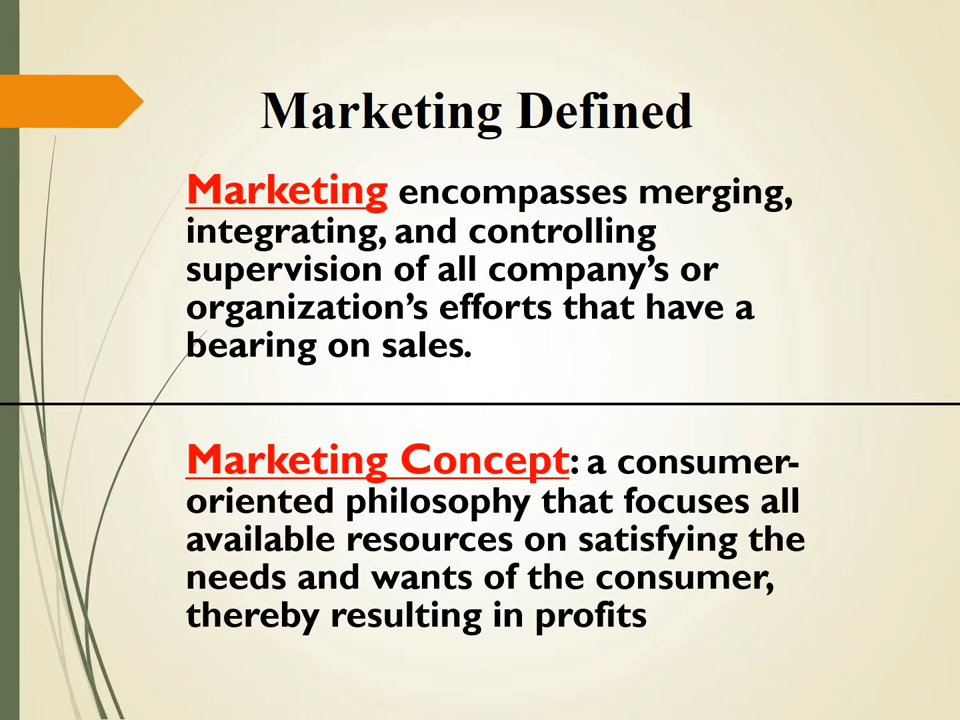 Marketing Defined
Marketing encompasses merging,
integrating, and controlling
supervision of all company’s or
organization’s efforts that have a
bearing on sales.
Marketing Concept: a consumer-
oriented philosophy that focuses all
available resources on satisfying the
needs and wants of the consumer,
thereby resulting in profits